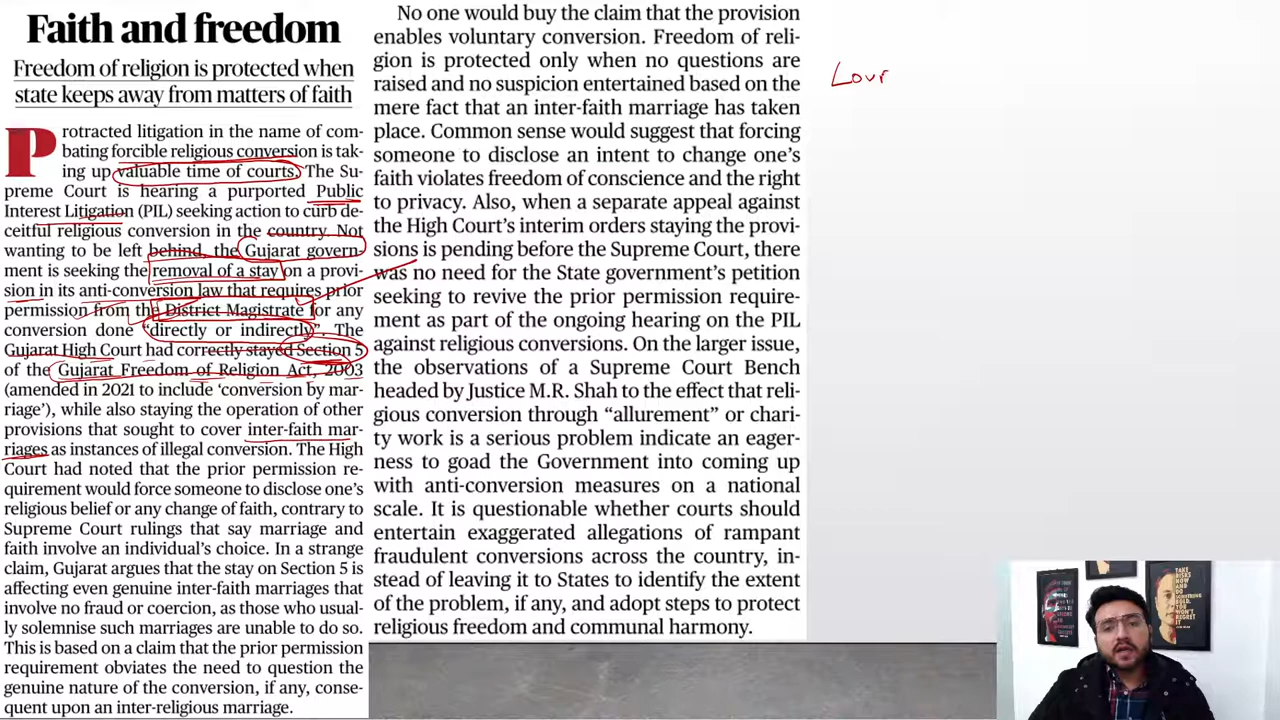 Faith and freedom
Freedom of religion is protected when
state keeps away from matters of faith
Protracted litigation in the name of com-
bating forcible religious conversion is tak-
ing up valuable time of courts. The Su-
preme Court is hearing a purported Public
Interest Litigation (PIL) seeking action to curb de-
ceitful religious conversion in the country. Not
wanting to be left behind, the Gujarat govern-
ment is seeking the removal of a stay on a provi-
sion in its anti-conversion law that requires prior
permission from the District Magistrate for any
conversion done “directly or indirectly”. The
Gujarat High Court had correctly stayed Section 5
of the Gujarat Freedom of Religion Act, 2003
(amended in 2021 to include ‘conversion by mar-
riage’), while also staying the operation of other
provisions that sought to cover inter-faith mar-
riages as instances of illegal conversion. The High
Court had noted that the prior permission re-
quirement would force someone to disclose one’s
religious belief or any change of faith, contrary to
Supreme Court rulings that say marriage and
faith involve an individual’s choice. In a strange
claim, Gujarat argues that the stay on Section 5 is
affecting even genuine inter-faith marriages that
involve no fraud or coercion, as those who usual-
ly solemnise such marriages are unable to do so.
This is based on a claim that the prior permission
requirement obviates the need to question the
genuine nature of the conversion, if any, conse-
quent upon an inter-religious marriage.
No one would buy the claim that the provision
enables voluntary conversion. Freedom of reli-
gion is protected only when no questions are
raised and no suspicion entertained based on the
mere fact that an inter-faith marriage has taken
place. Common sense would suggest that forcing
someone to disclose an intent to change one’s
faith violates freedom of conscience and the right
to privacy. Also, when a separate appeal against
the High Court’s interim orders staying the provi-
sions is pending before the Supreme Court, there
was no need for the State government’s petition
seeking to revive the prior permission require-
ment as part of the ongoing hearing on the PIL
against religious conversions. On the larger issue,
the observations of a Supreme Court Bench
headed by Justice M.R. Shah to the effect that reli-
gious conversion through “allurement” or chari-
ty work is a serious problem indicate an eager-
ness to goad the Government into coming up
with anti-conversion measures on a national
scale. It is questionable whether courts should
entertain exaggerated allegations of rampant
fraudulent conversions across the country, in-
stead of leaving it to States to identify the extent
of the problem, if any, and adopt steps to protect
religious freedom and communal harmony.
TAKE
RISKS
NOW
AND
DO
SOMETHING
BOLD.
YOU
WON'T
REGRET
IT